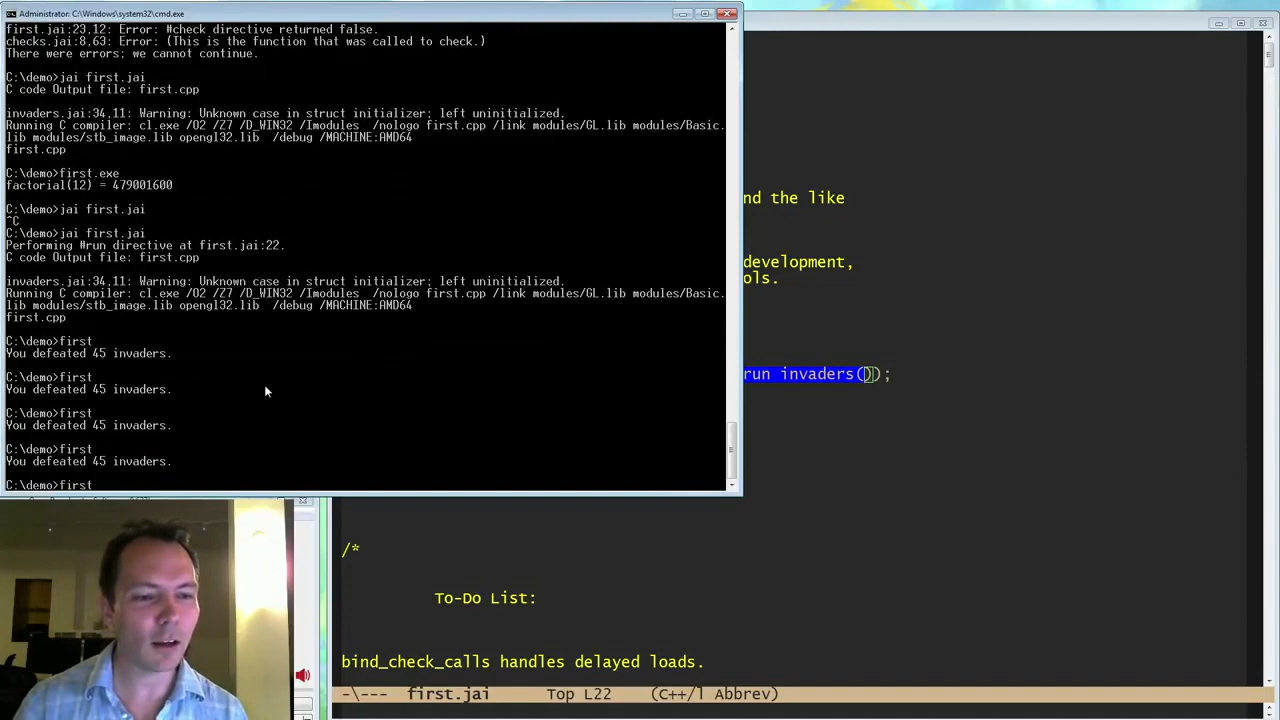 Administrator: C:\Windows\system32\cmd.exe
first.jai:23,12: Error: #check directive returned false.
checks.jai:8,63: Error: (This is the function that was called to check.)
There were errors; we cannot continue.
C:\demo>jai first.jai
C code Output file: first.cpp
invaders.jai:34,11: Warning: Unknown case in struct initializer; left uninitialized.
Running C compiler: cl.exe /O2 /Z7 /D_WIN32 /Imodules  /nologo first.cpp /link modules/GL.lib modules/Basic.
lib modules/stb_image.lib opengl32.lib  /debug /MACHINE:AMD64
first.cpp
C:\demo>first.exe
factorial(12) = 479001600
C:\demo>jai first.jai
^C
C:\demo>jai first.jai
Performing #run directive at first.jai:22.
C code Output file: first.cpp
invaders.jai:34,11: Warning: Unknown case in struct initializer; left uninitialized.
Running C compiler: cl.exe /O2 /Z7 /D_WIN32 /Imodules  /nologo first.cpp /link modules/GL.lib modules/Basic.
lib modules/stb_image.lib opengl32.lib  /debug /MACHINE:AMD64
first.cpp
C:\demo>first
You defeated 45 invaders.
C:\demo>first
You defeated 45 invaders.
C:\demo>first
You defeated 45 invaders.
C:\demo>first
You defeated 45 invaders.
C:\demo>first
nd the like
development,
ols.
run invaders());
/*
To-Do List:
bind_check_calls handles delayed loads.
-\---  first.jai      Top L22    (C++/l Abbrev)